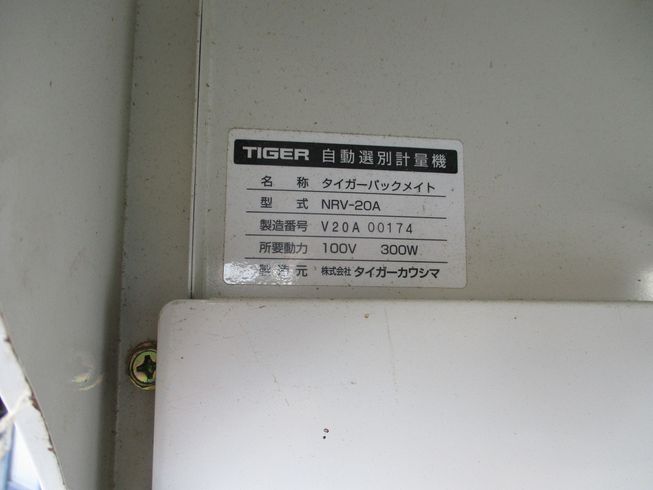 TIGER 自動選別計量機
名 称 タイガーパックメイト
型 式 NRV-20A
製造番号 V20A 00174
所要動力 100V 300W
製造元 株式会社 タイガーカワシマ